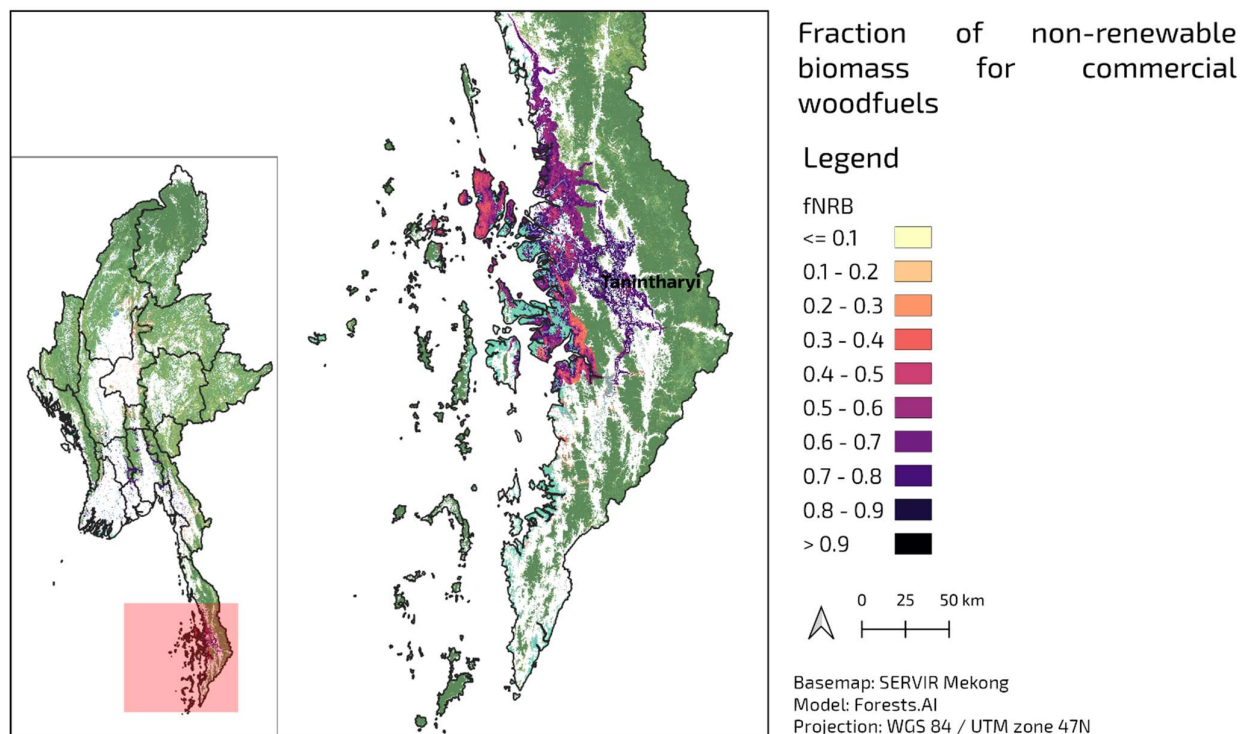 Fraction of non-renewable
biomass for commercial
woodfuels
Legend
fNRB
<= 0.1
0.1 - 0.2
0.2 - 0.3
0.3 - 0.4
0.4 - 0.5
0.5 - 0.6
0.6 - 0.7
0.7 - 0.8
0.8 - 0.9
> 0.9
0 25 50 km
Basemap: SERVIR Mekong
Model: Forests.AI
Projection: WGS 84 / UTM zone 47N
Tanintharyi